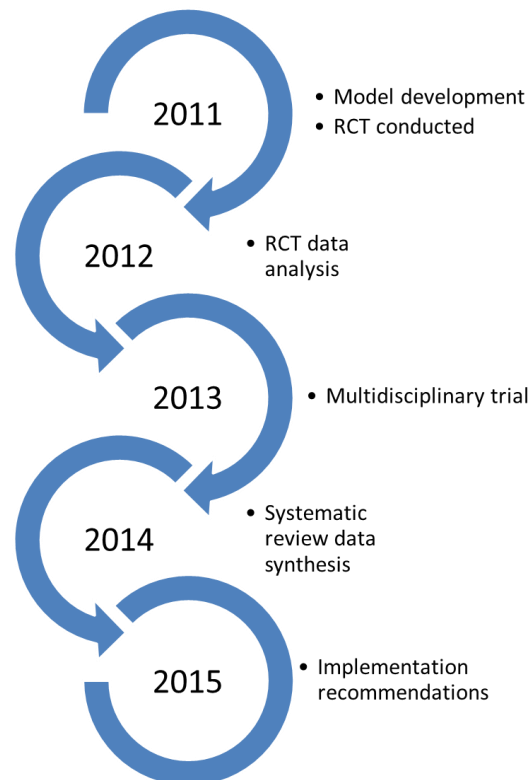 2011
• Model development
• RCT conducted
2012
• RCT data
analysis
2013
• Multidisciplinary trial
2014
• Systematic
review data
synthesis
2015
• Implementation
recommendations